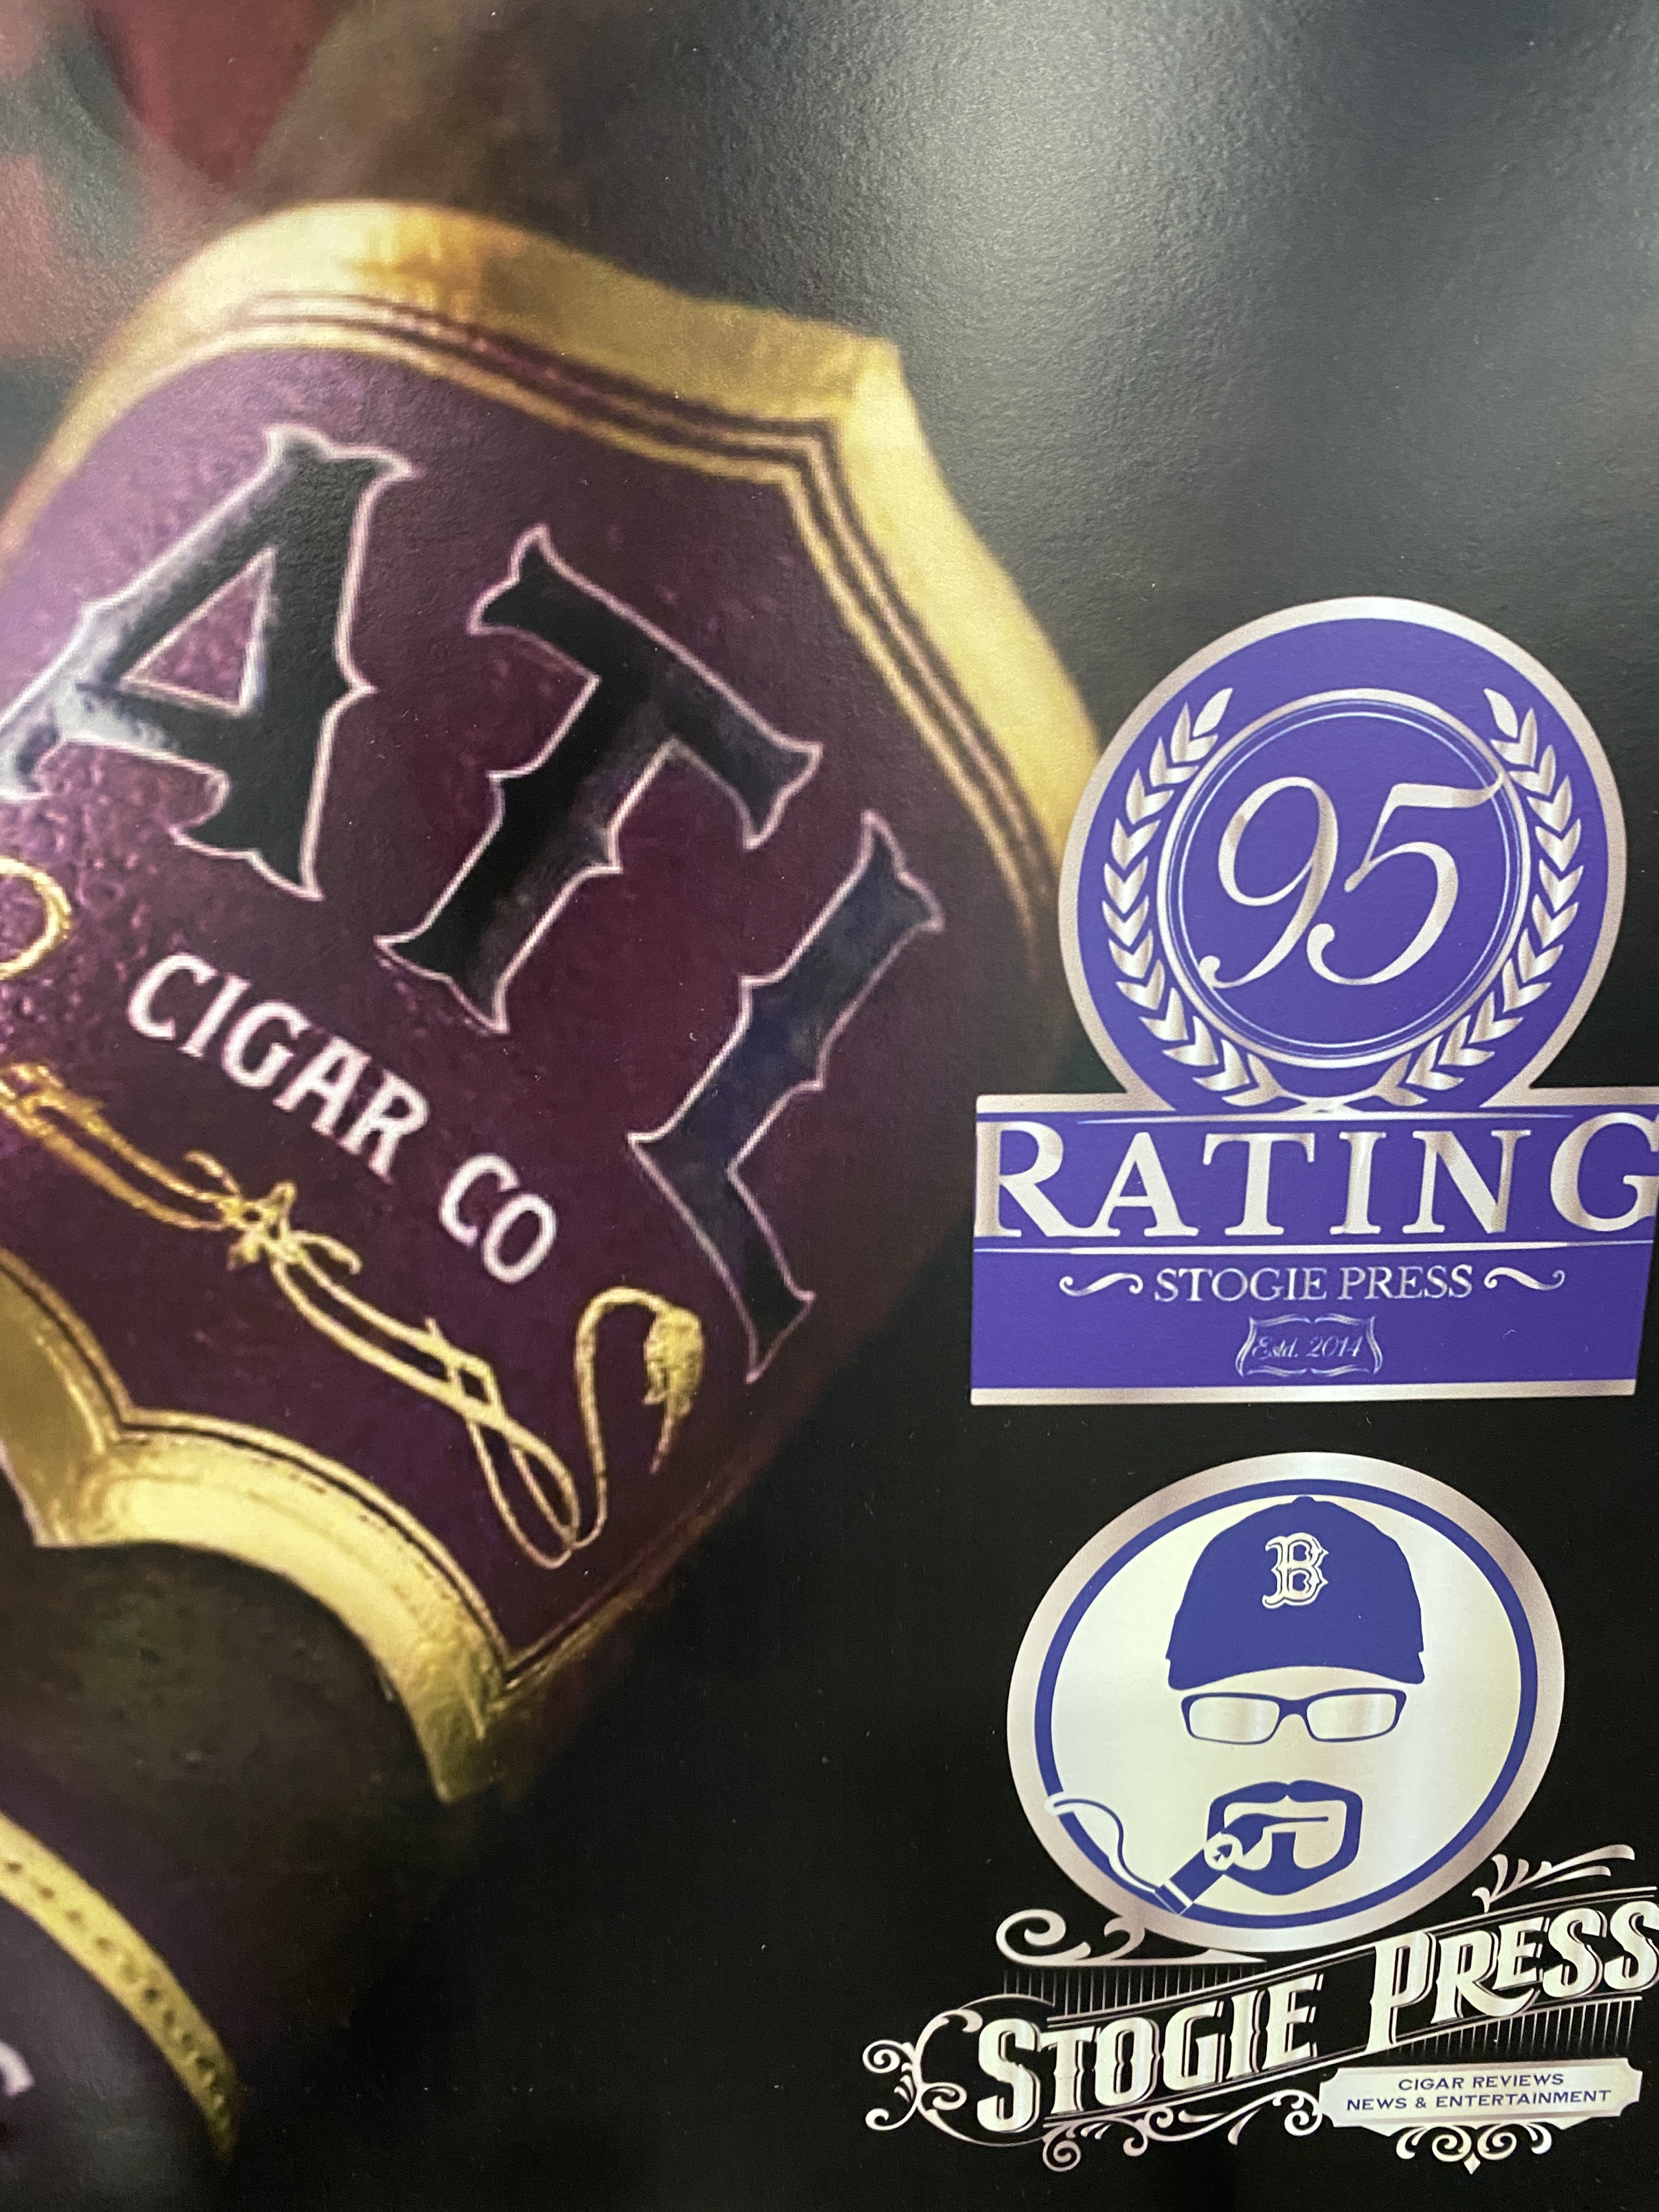 ATL
CIGAR CO
95
RATING
STOGIE PRESS
Estd. 2014
B
STOGIE PRESS
CIGAR REVIEWS
NEWS & ENTERTAINMENT